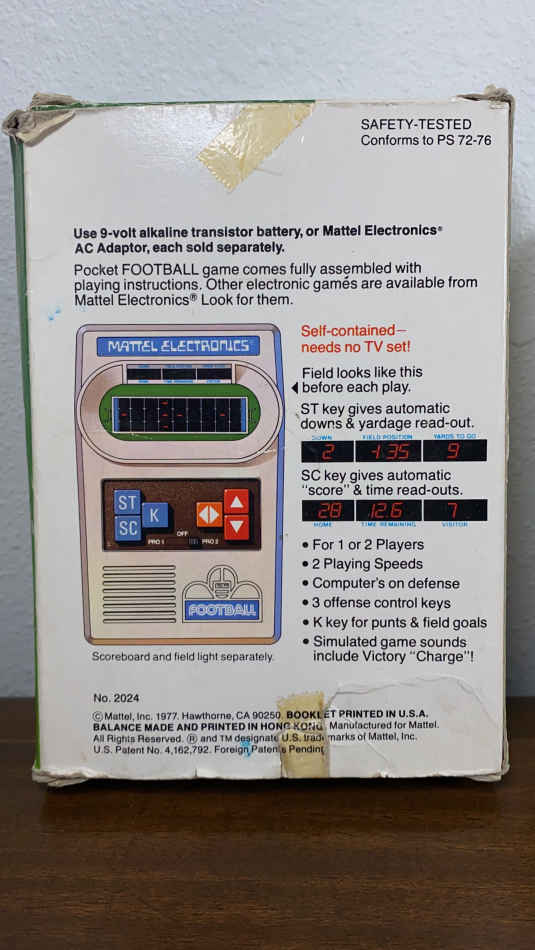 SAFETY-TESTED
Conforms to PS 72-76
Use 9-volt alkaline transistor battery, or Mattel Electronics®
AC Adaptor, each sold separately.
Pocket FOOTBALL game comes fully assembled with
playing instructions. Other electronic games are available from
Mattel Electronics® Look for them.
MATTEL ELECTRONICS®
ST
SC
K
OFF
PRO 1
PRO 2
FOOTBALL
Scoreboard and field light separately.
Self-contained—
needs no TV set!
Field looks like this
before each play.
ST key gives automatic
downs & yardage read-out.
DOWN FIELD POSITION YARDS TO GO
2 -135 9
SC key gives automatic
"score" & time read-outs.
28 12.6 7
HOME TIME REMAINING VISITOR
• For 1 or 2 Players
• 2 Playing Speeds
• Computer's on defense
• 3 offense control keys
• K key for punts & field goals
• Simulated game sounds
include Victory "Charge"!
No. 2024
©Mattel, Inc. 1977. Hawthorne, CA 90250. BOOKLET PRINTED IN U.S.A.
BALANCE MADE AND PRINTED IN HONG KONG. Manufactured for Mattel.
All Rights Reserved. ® and TM designate U.S. trademarks of Mattel, Inc.
U.S. Patent No. 4,162,792. Foreign Patents Pending